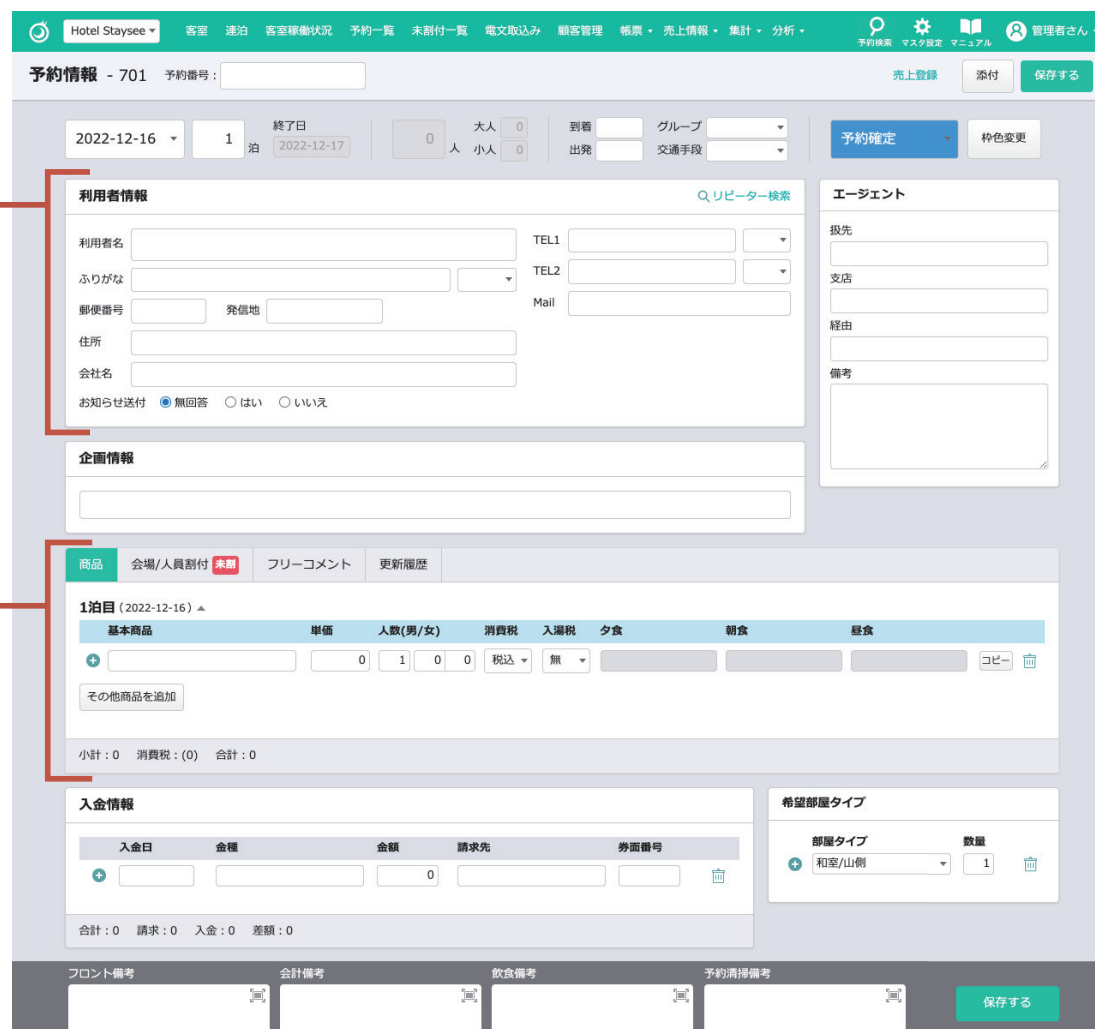 Hotel Staysee 客室 連泊 客室稼働状況 予約一覧 未割付一覧 電文取込み 顧客管理 帳票 売上情報 集計 分析 予約検索 マスタ設定 マニュアル 管理者さん
予約情報 - 701 予約番号： 売上登録 添付 保存する
2022-12-16 1 泊 終了日 2022-12-17 0 人 大人 0 小人 0 到着 出発 グループ 交通手段 予約確定 枠色変更
利用者情報 リピーター検索
利用者名 TEL1
ふりがな TEL2
郵便番号 発信地 Mail
住所
会社名
お知らせ送付 無回答 はい いいえ
エージェント
扱先
支店
経由
備考
企画情報
商品 会場/人員割付 未割 フリーコメント 更新履歴
1泊目（2022-12-16）
基本商品 単価 人数(男/女) 消費税 入湯税 夕食 朝食 昼食
0 1 0 0 税込 無 コピー
その他商品を追加
小計：0 消費税：(0) 合計：0
入金情報
入金日 金種 金額 請求先 券面番号
0
合計：0 請求：0 入金：0 差額：0
希望部屋タイプ
部屋タイプ 数量
和室/山側 1
フロント備考 会計備考 飲食備考 予約清掃備考
保存する